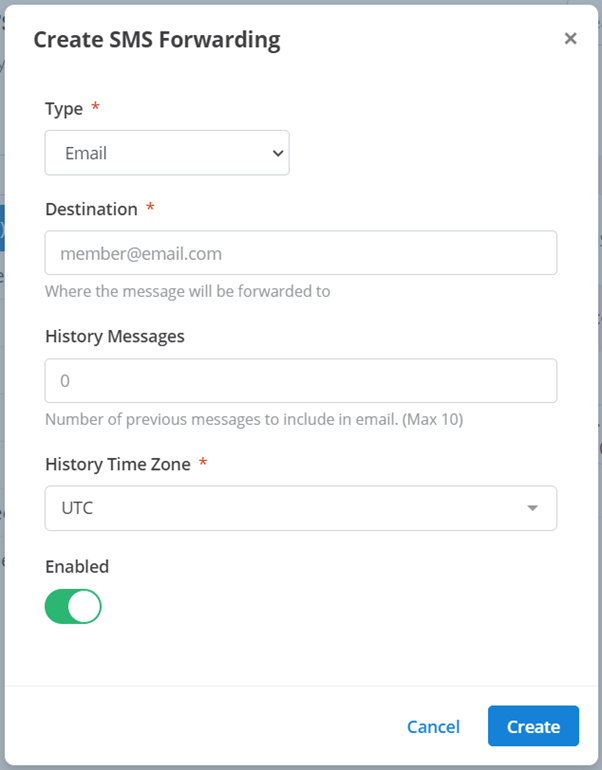 Create SMS Forwarding
×
Type *
Email
Destination *
member@email.com
Where the message will be forwarded to
History Messages
0
Number of previous messages to include in email. (Max 10)
History Time Zone *
UTC
Enabled
Cancel
Create